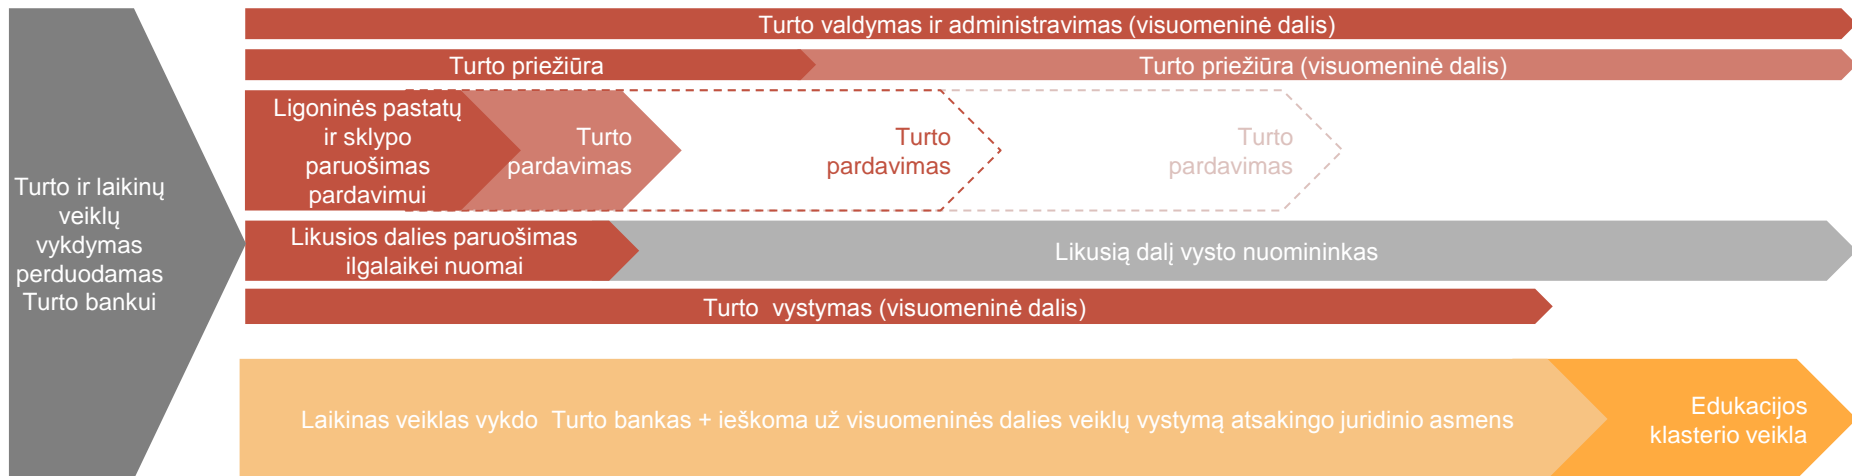 Turto ir laikinų
veiklų
vykdymas
perduodamas
Turto bankui
Turto valdymas ir administravimas (visuomeninė dalis)
Turto priežiūra
Turto priežiūra (visuomeninė dalis)
Ligoninės pastatų
ir sklypo
paruošimas
pardavimui
Turto
pardavimas
Turto
pardavimas
Turto
pardavimas
Likusios dalies paruošimas
ilgalaikei nuomai
Likusią dalį vysto nuomininkas
Turto vystymas (visuomeninė dalis)
Laikinas veiklas vykdo Turto bankas + ieškoma už visuomeninės dalies veiklų vystymą atsakingo juridinio asmens
Edukacijos
klasterio veikla